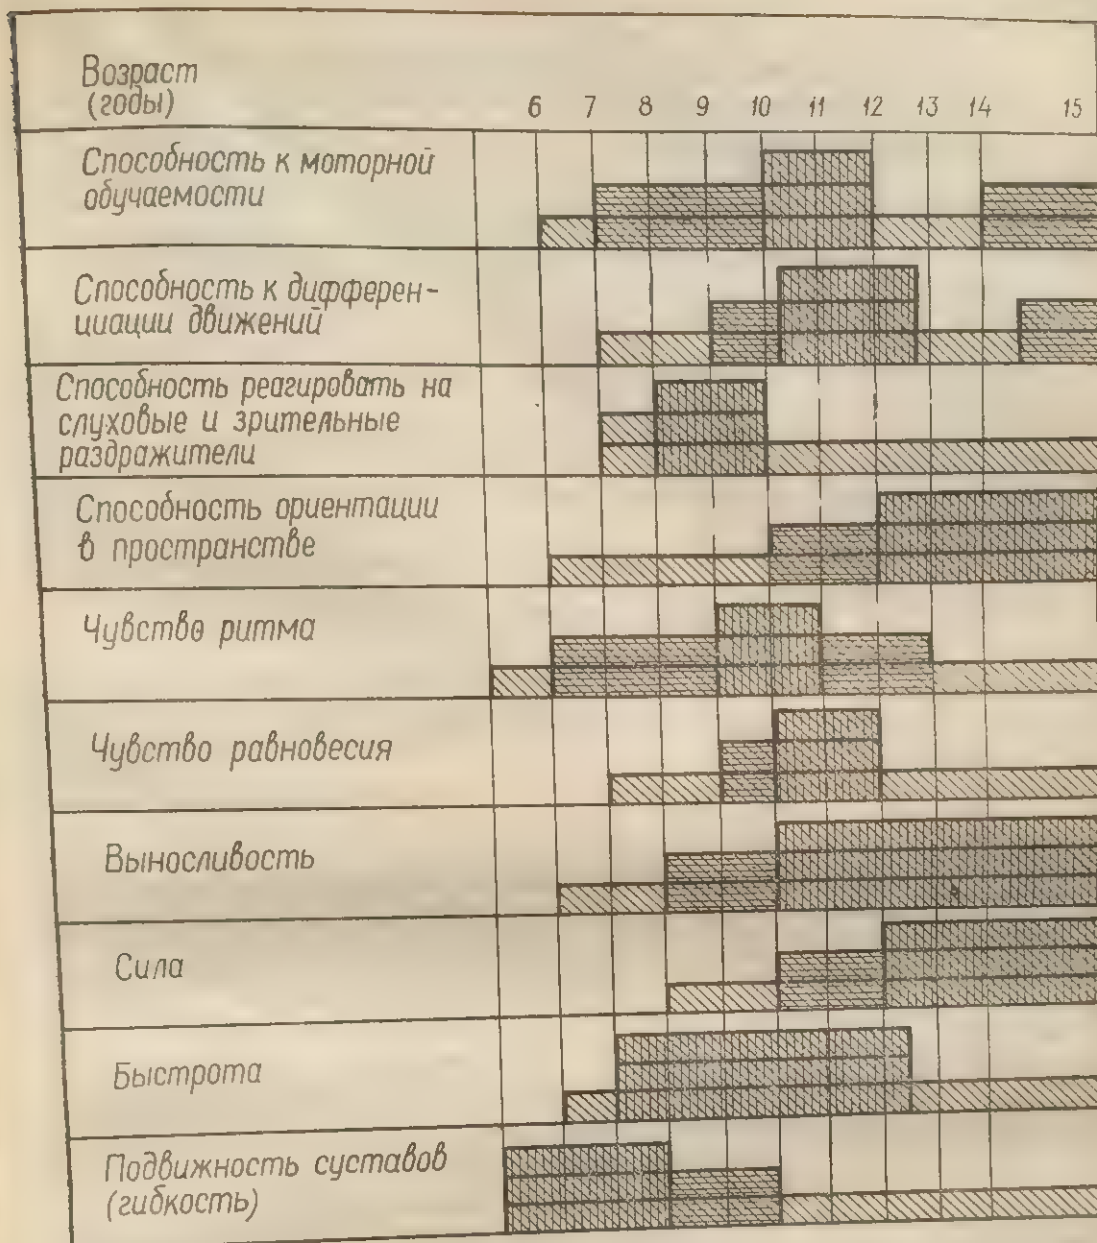 Возраст
(годы)
6 7 8 9 10 11 12 13 14 15
Способность к моторной
обучаемости
Способность к дифферен-
циации движений
Способность реагировать на
слуховые и зрительные
раздражители
Способность ориентации
в пространстве
Чувство ритма
Чувство равновесия
Выносливость
Сила
Быстрота
Подвижность суставов
(гибкость)